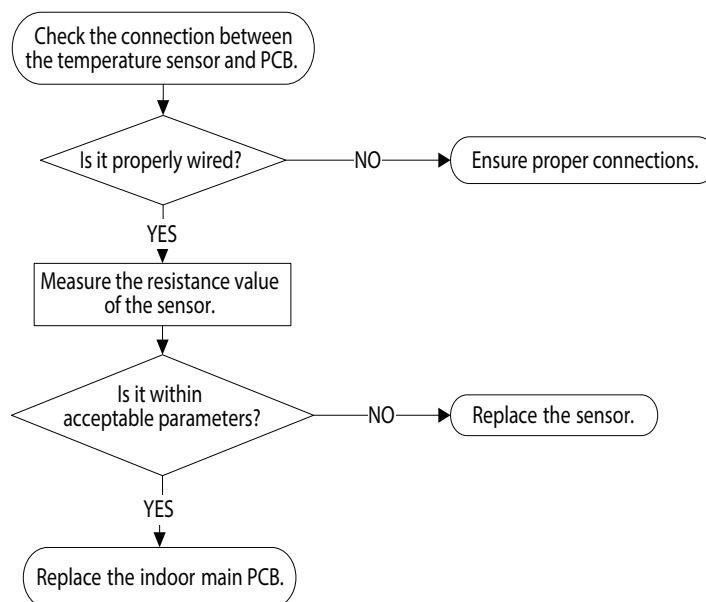 Check the connection between
the temperature sensor and PCB.
Is it properly wired?
NO
Ensure proper connections.
YES
Measure the resistance value
of the sensor.
Is it within
acceptable parameters?
NO
Replace the sensor.
YES
Replace the indoor main PCB.